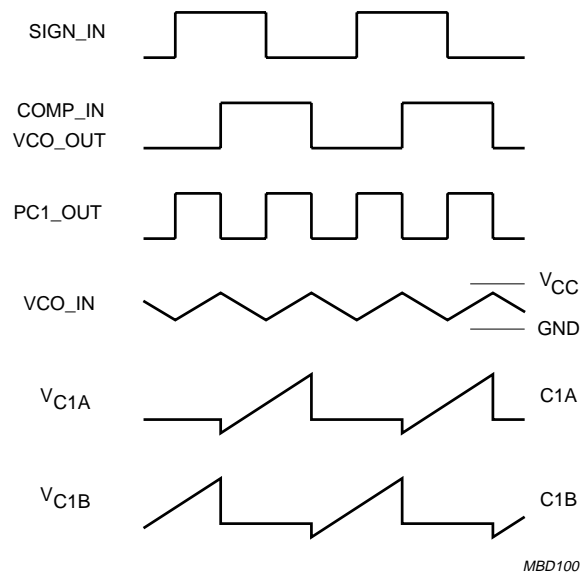 SIGN_IN
COMP_IN
VCO_OUT
PC1_OUT
VCO_IN
VCC
GND
VC1A
C1A
VC1B
C1B
MBD100